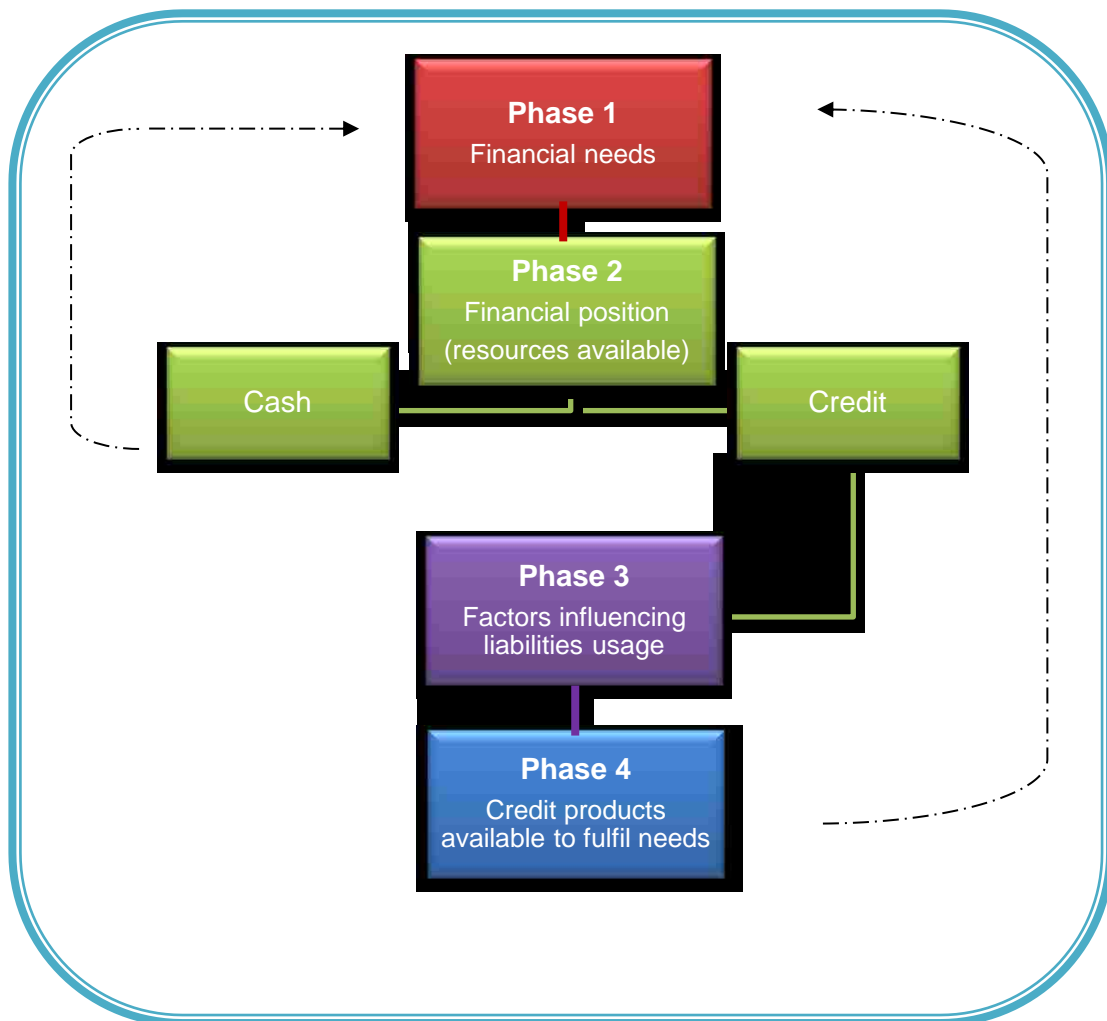 Phase 1
Financial needs
Phase 2
Financial position
(resources available)
Cash
Credit
Phase 3
Factors influencing
liabilities usage
Phase 4
Credit products
available to fulfil needs